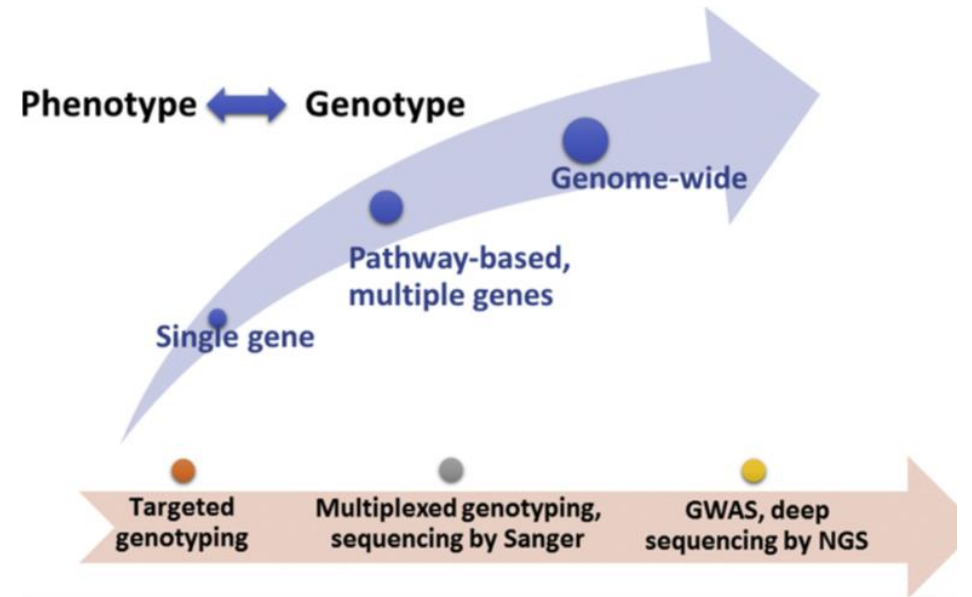 Phenotype Genotype
Genome-wide
Pathway-based,
multiple genes
Single gene
Targeted
genotyping
Multiplexed genotyping,
sequencing by Sanger
GWAS, deep
sequencing by NGS